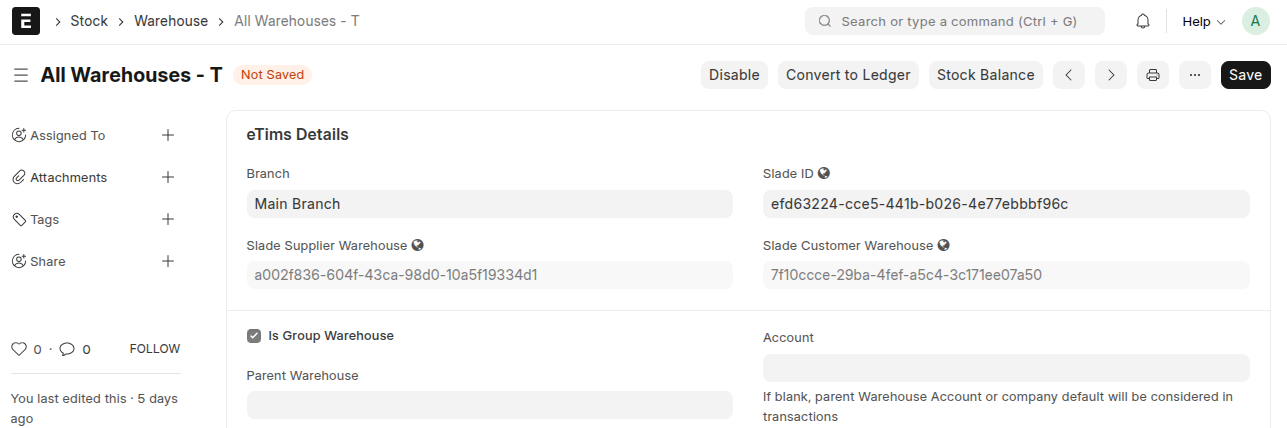 Stock > Warehouse > All Warehouses - T
Search or type a command (Ctrl + G)
Help
A
All Warehouses - T
Not Saved
Disable
Convert to Ledger
Stock Balance
Save
Assigned To
Attachments
Tags
Share
0 · 0 FOLLOW
You last edited this · 5 days
ago
eTims Details
Branch
Main Branch
Slade ID
efd63224-cce5-441b-b026-4e77ebbbf96c
Slade Supplier Warehouse
a002f836-604f-43ca-98d0-10a5f19334d1
Slade Customer Warehouse
7f10ccce-29ba-4fef-a5c4-3c171ee07a50
Is Group Warehouse
Parent Warehouse
Account
If blank, parent Warehouse Account or company default will be considered in
transactions